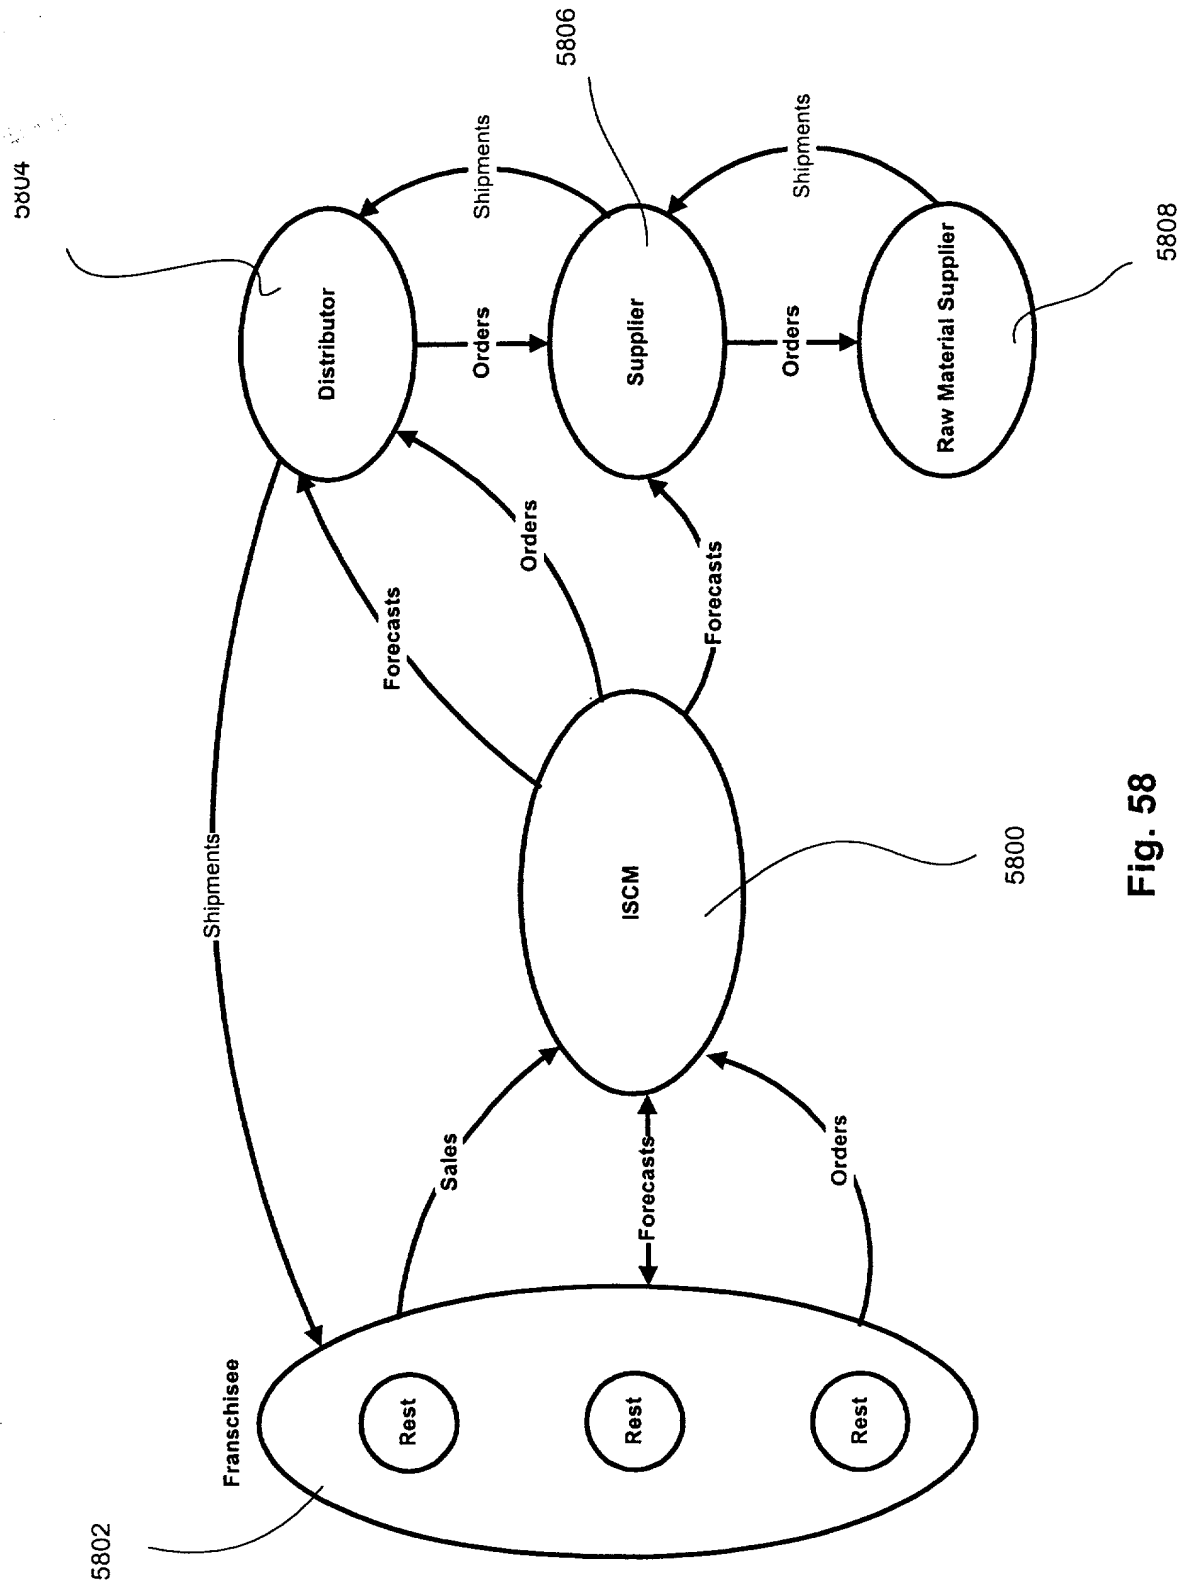 5802
Franschisee
Rest
Rest
Rest
Shipments
Sales
Forecasts
Orders
ISCM
5800
Forecasts
Orders
Forecasts
5804
Distributor
Shipments
Orders
5806
Supplier
Shipments
Orders
Raw Material Supplier
5808
Fig. 58